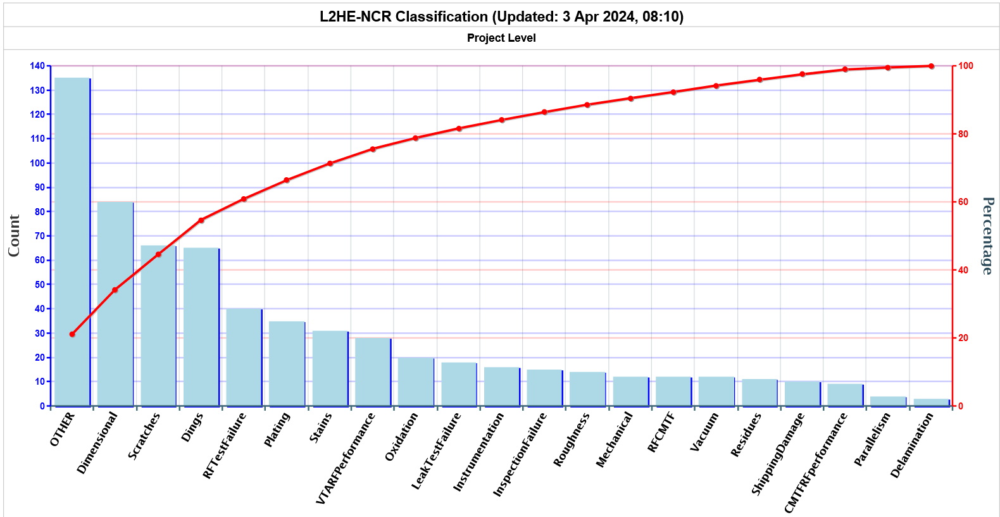 L2HE-NCR Classification (Updated: 3 Apr 2024, 08:10)
Project Level
Count
140
130
120
110
100
90
80
70
60
50
40
30
20
10
0
100
80
60
40
20
0
Percentage
OTHER
Dimensional
Scratches
Dings
RFTestFailure
Plating
Stains
VTARFPerformance
Oxidation
LeakTestFailure
Instrumentation
InspectionFailure
Roughness
Mechanical
RFCMTF
Vacuum
Residues
ShippingDamage
CMTFRFperformance
Parallelism
Delamination